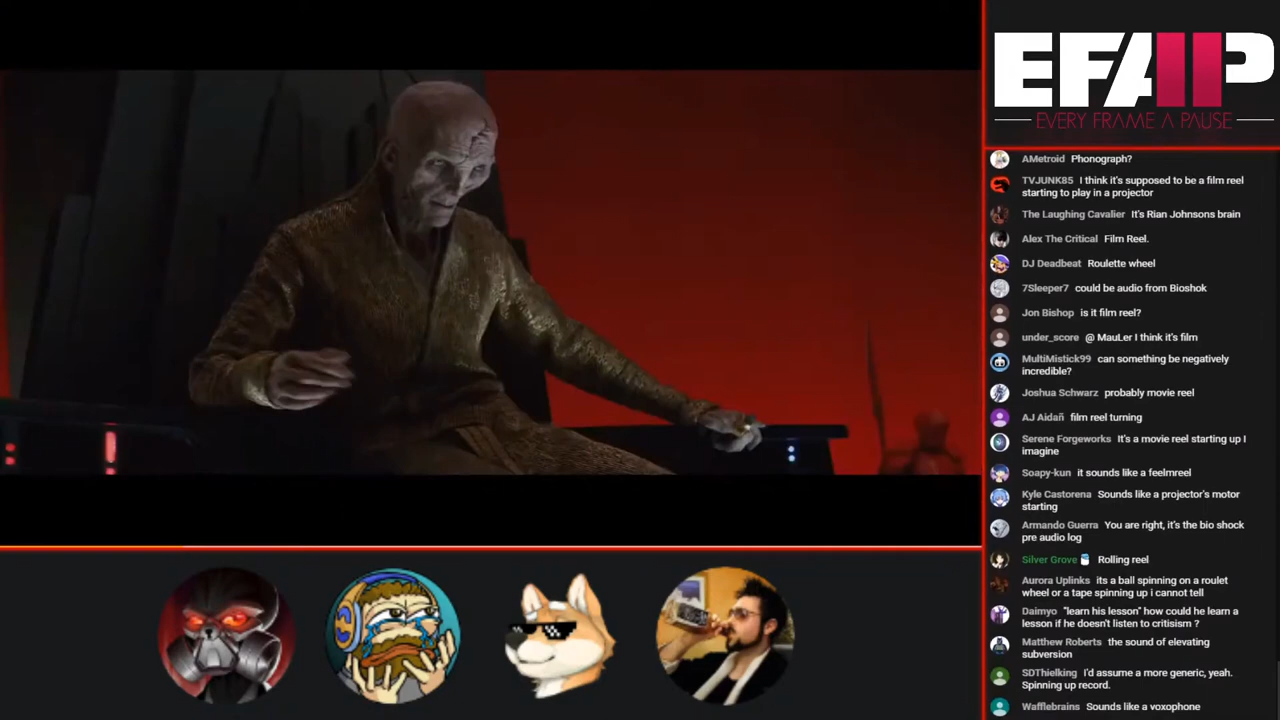 EFAP
EVERY FRAME A PAUSE
AMetroid Phonograph?
TVJUNK85 I think it's supposed to be a film reel
starting to play in a projector
The Laughing Cavalier It's Rian Johnsons brain
Alex The Critical Film Reel.
DJ Deadbeat Roulette wheel
7Sleeper7 could be audio from Bioshok
Jon Bishop is it film reel?
under_score @ MauLer I think it's film
MultiMistick99 can something be negatively
incredible?
Joshua Schwarz probably movie reel
AJ Aidañ film reel turning
Serene Forgeworks It's a movie reel starting up I
imagine
Soapy-kun it sounds like a feelmreel
Kyle Castorena Sounds like a projector's motor
starting
Armando Guerra You are right, it's the bio shock
pre audio log
Silver Grove Rolling reel
Aurora Uplinks its a ball spinning on a roulet
wheel or a tape spinning up i cannot tell
Daimyo "learn his lesson" how could he learn a
lesson if he doesn't listen to critisism ?
Matthew Roberts the sound of elevating
subversion
SDThielking I'd assume a more generic, yeah.
Spinning up record.
Wafflebrains Sounds like a voxophone